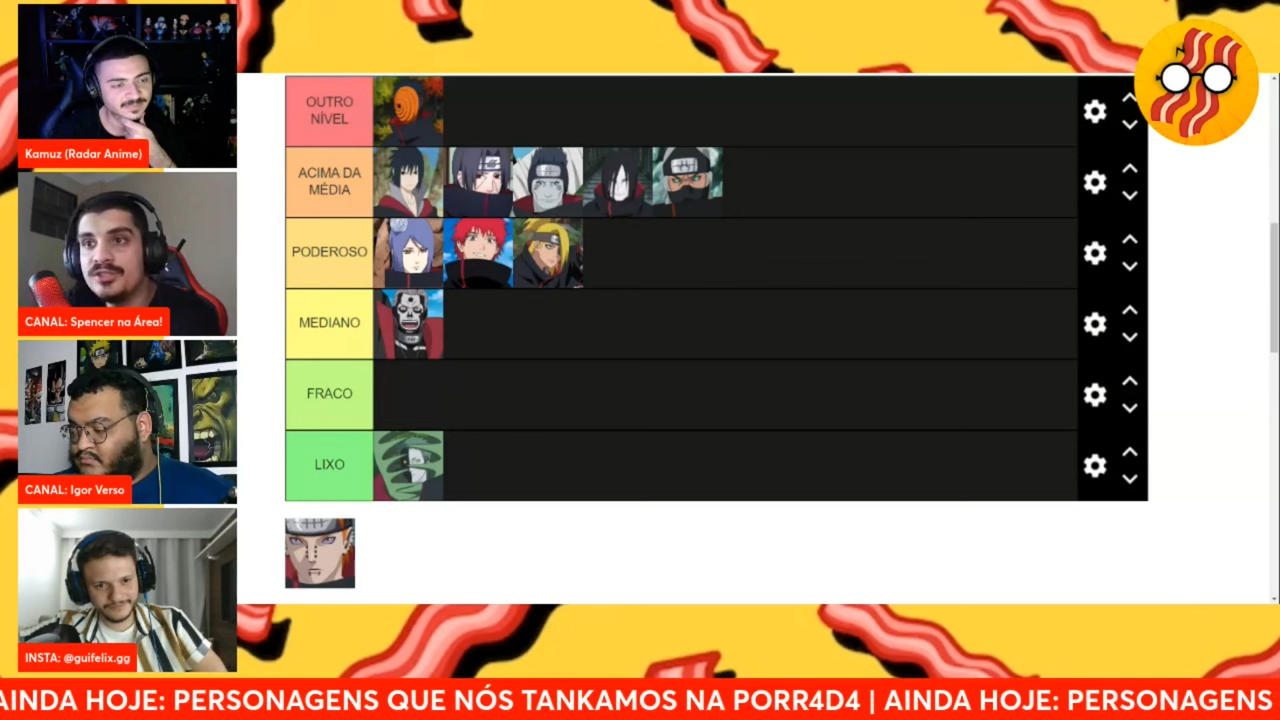 Kamuz (Radar Anime)
CANAL: Spencer na Área!
CANAL: Igor Verso
INSTA: @guifelix.gg
OUTRO
NÍVEL
ACIMA DA
MÉDIA
PODEROSO
MEDIANO
FRACO
LIXO
AINDA HOJE: PERSONAGENS QUE NÓS TANKAMOS NA PORR4D4 | AINDA HOJE: PERSONAGENS